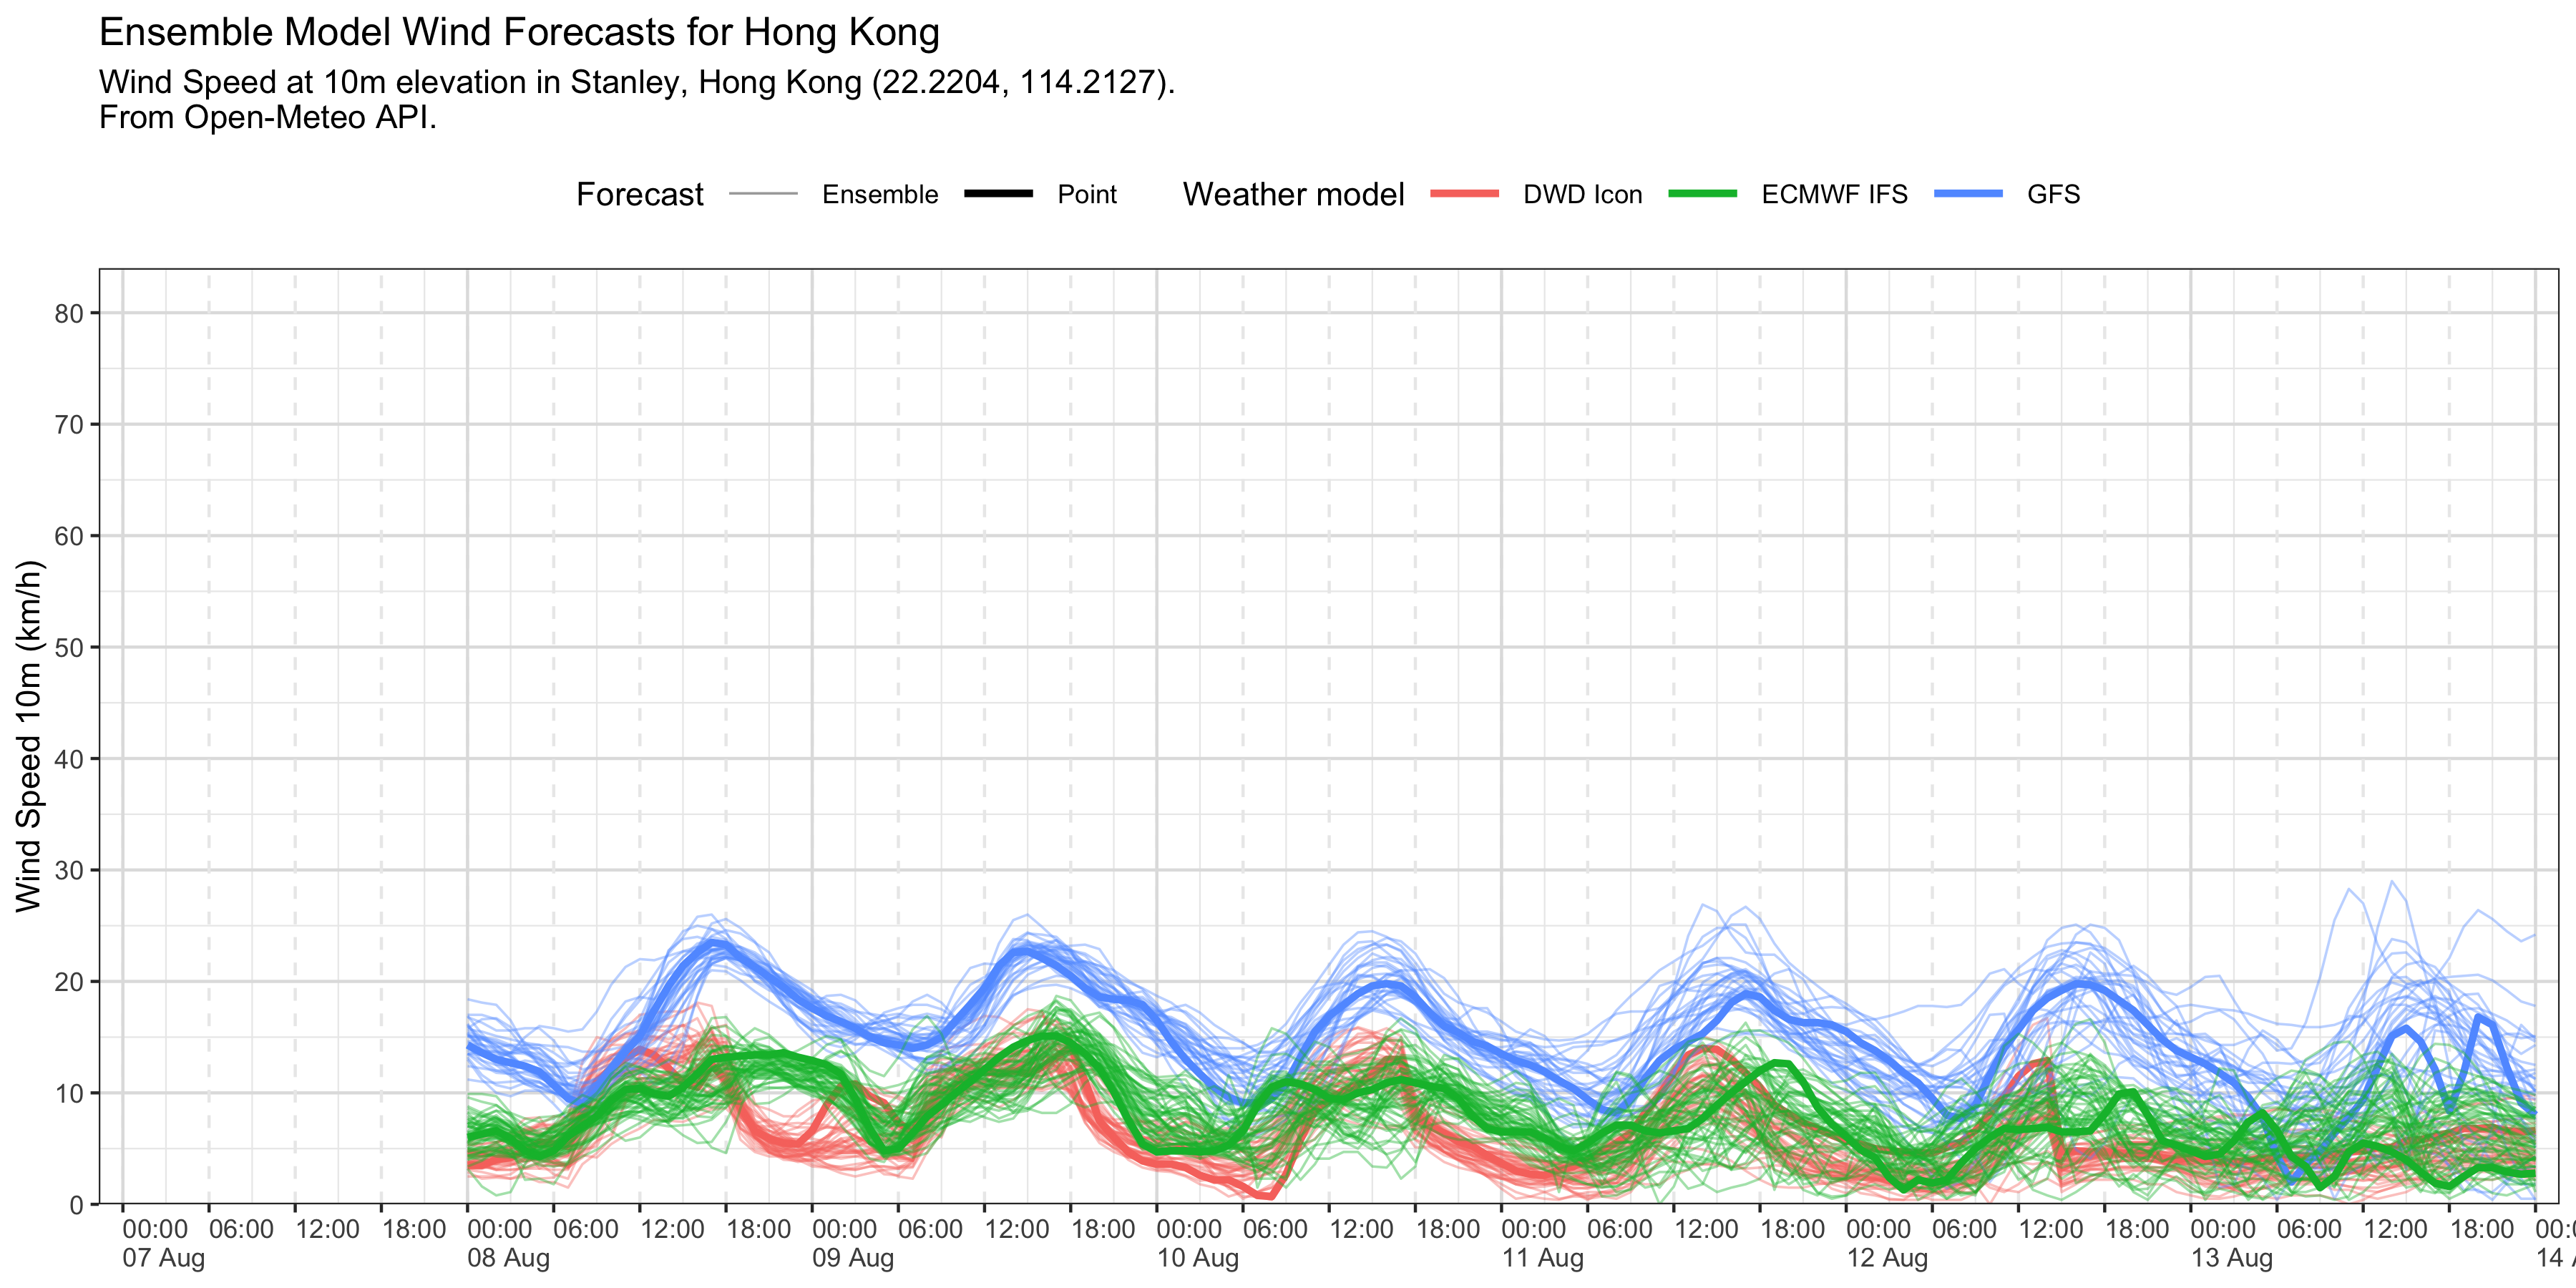 Ensemble Model Wind Forecasts for Hong Kong
Wind Speed at 10m elevation in Stanley, Hong Kong (22.2204, 114.2127).
From Open-Meteo API.
Forecast Ensemble Point Weather model DWD Icon ECMWF IFS GFS
Wind Speed 10m (km/h)
80
70
60
50
40
30
20
10
0
00:00 06:00 12:00 18:00 00:00 06:00 12:00 18:00 00:00 06:00 12:00 18:00 00:00 06:00 12:00 18:00 00:00 06:00 12:00 18:00 00:00 06:00 12:00 18:00 00:00 06:00 12:00 18:00
07 Aug 08 Aug 09 Aug 10 Aug 11 Aug 12 Aug 13 Aug 14